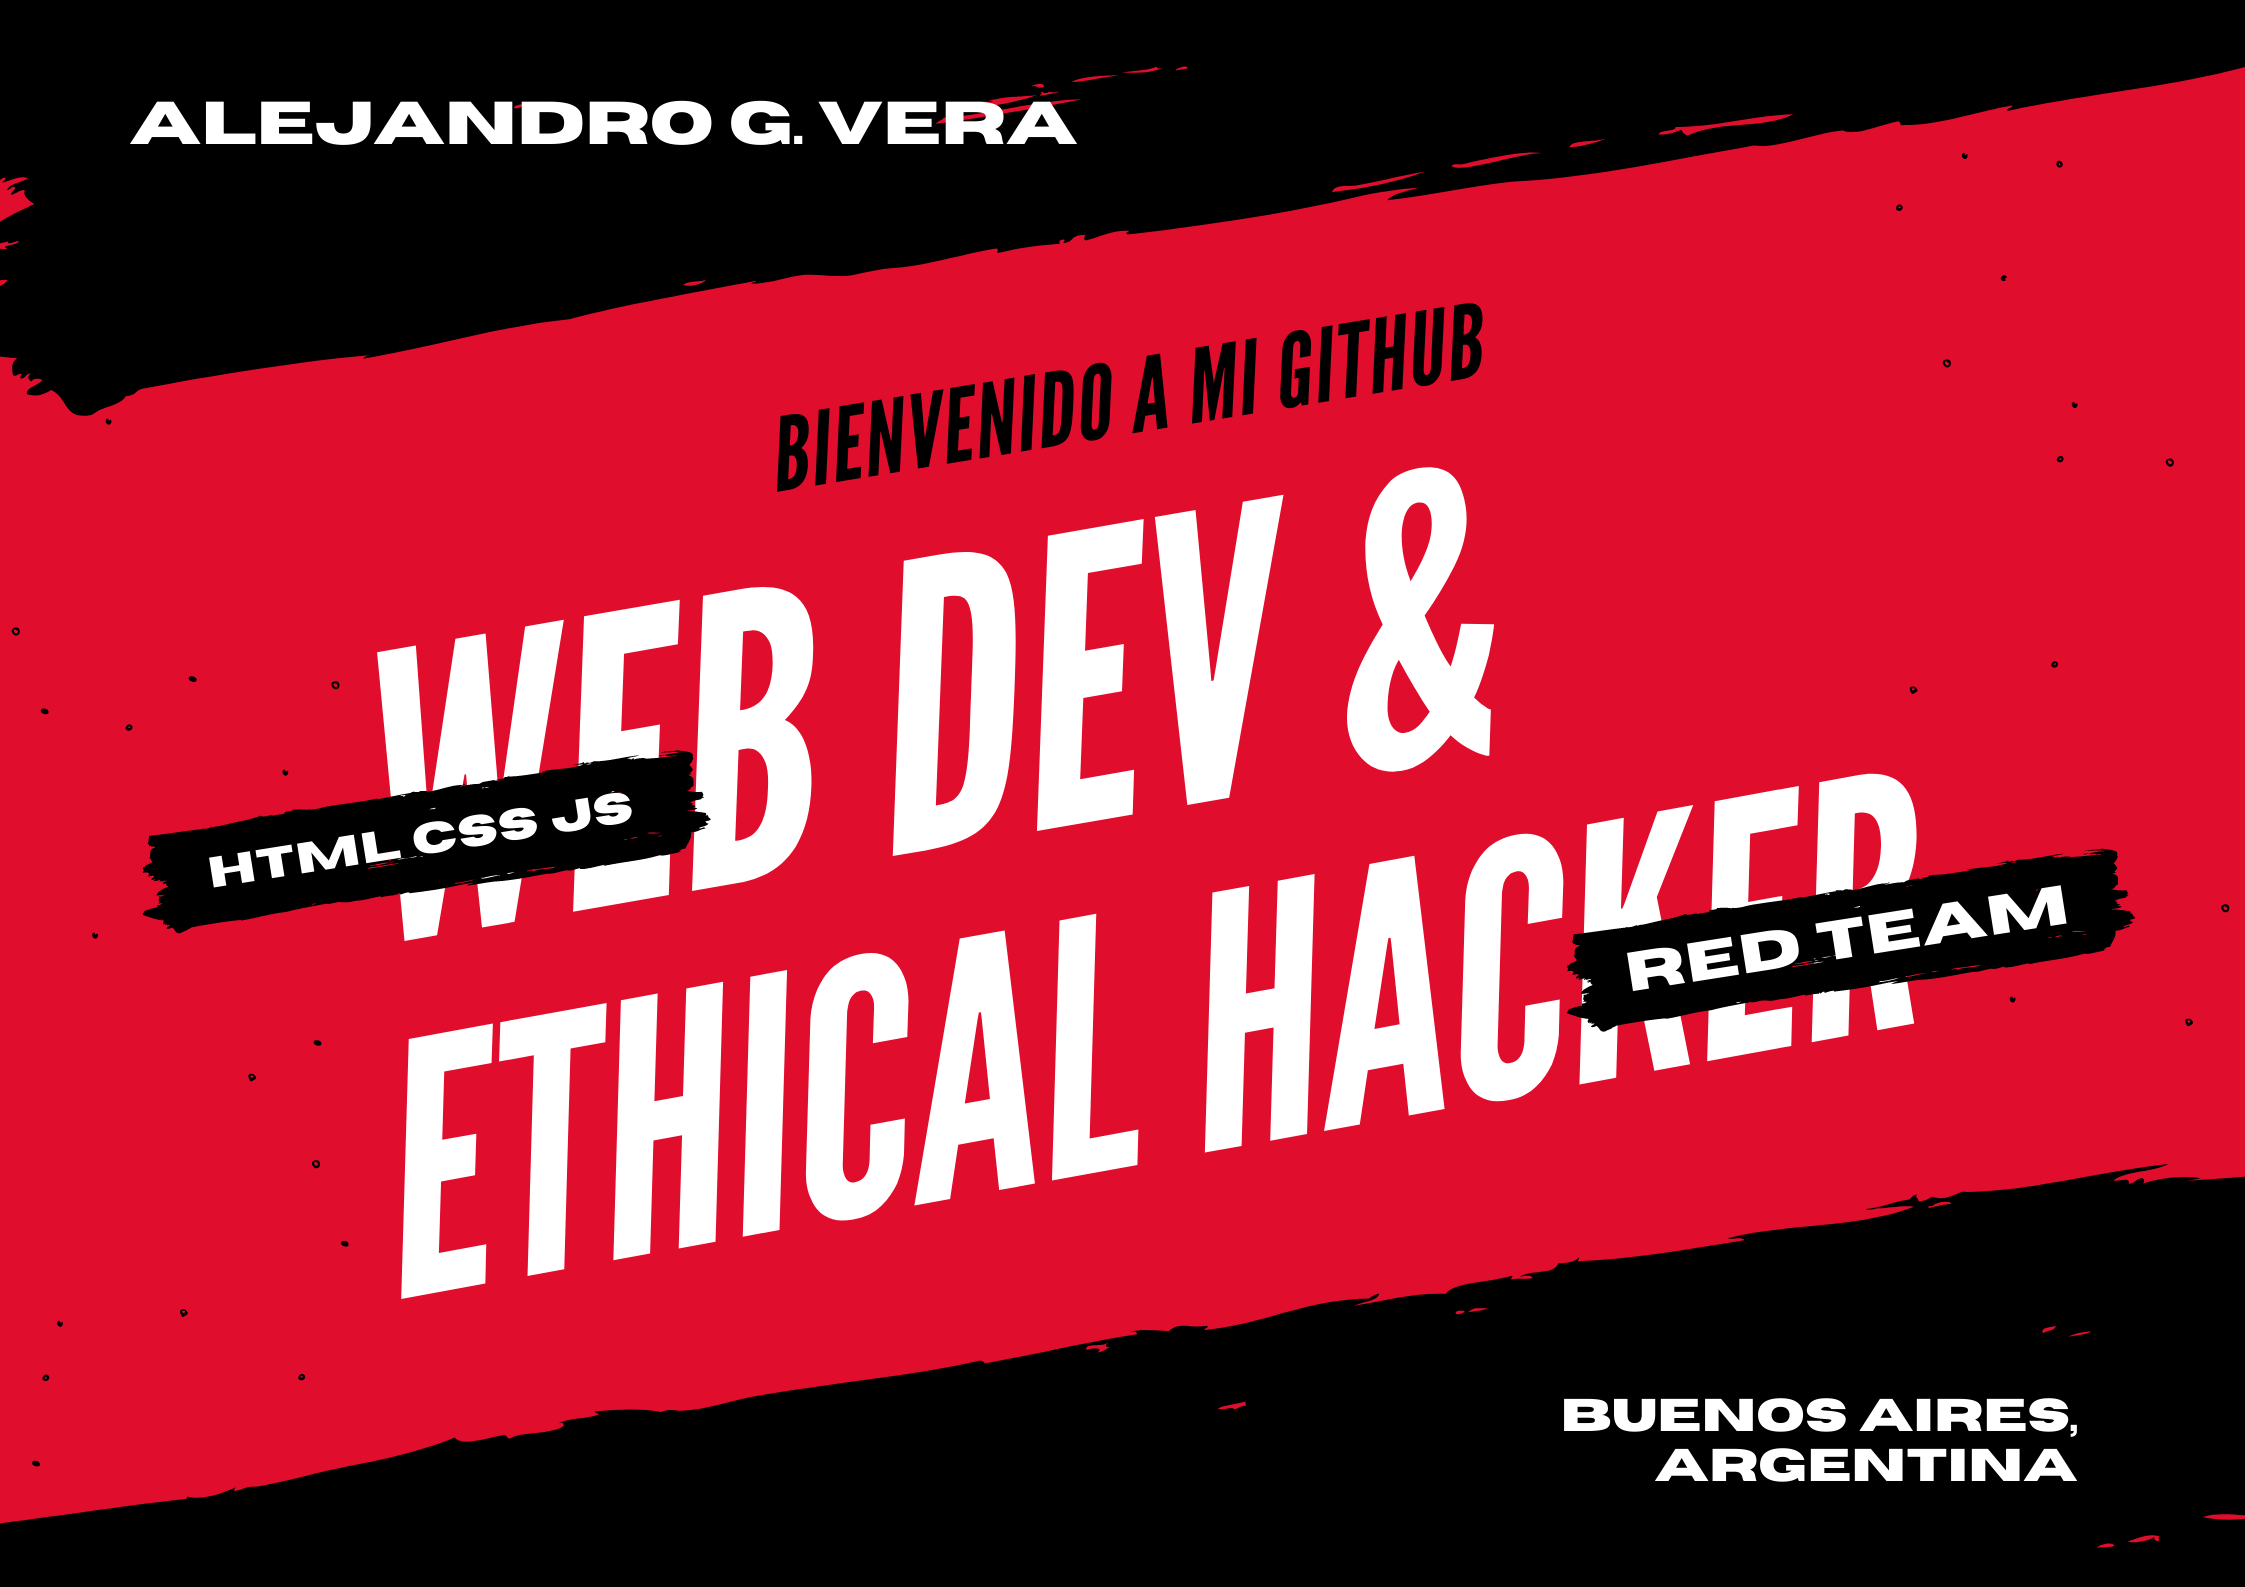 ALEJANDRO G. VERA
BIENVENIDO A MI GITHUB
WEB DEV &
HTML CSS JS
ETHICAL HACKER
RED TEAM
BUENOS AIRES,
ARGENTINA